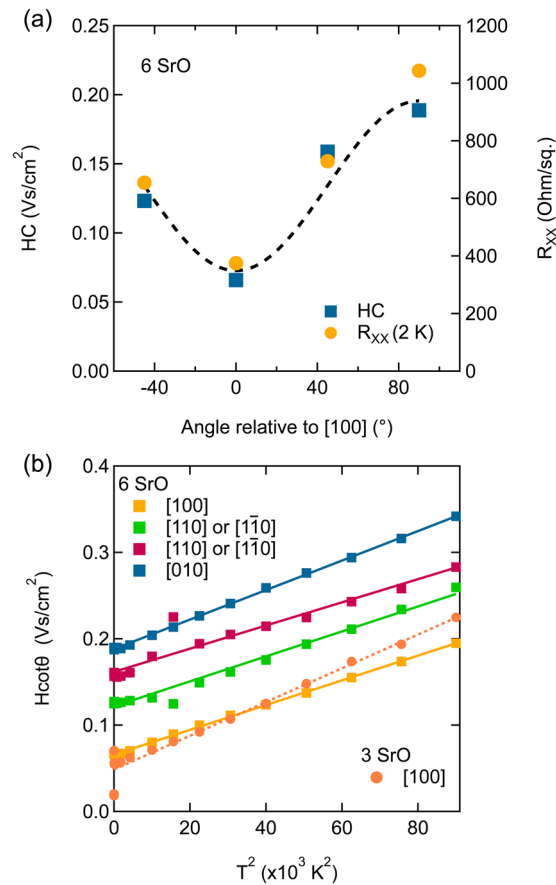 (a)
6 SrO
HC (Vs/cm²)
0.25
0.20
0.15
0.10
0.05
0.00
1200
1000
800
600
400
200
0
R_XX (Ohm/sq.)
HC
R_XX (2 K)
-40 0 40 80
Angle relative to [100] (°)
(b)
6 SrO
[100]
[110] or [11̄0]
[110] or [11̄0]
[010]
Hcotθ (Vs/cm²)
0.4
0.3
0.2
0.1
0.0
3 SrO
[100]
0 20 40 60 80
T² (x10³ K²)